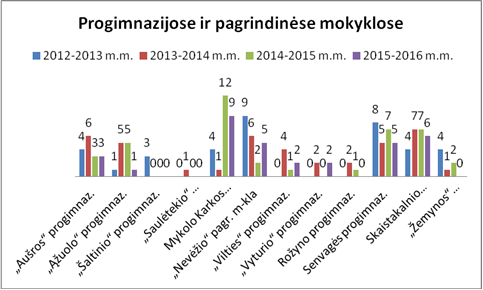 Progimnazijose ir pagrindinėse mokyklose
2012-2013 m.m. 2013-2014 m.m. 2014-2015 m.m. 2015-2016 m.m.
4 6 3 3
1 5 5 1
3 0 0 0
0 1 0 0
4 1 12 9
9 6 2 5
0 4 1 2
0 2 0 2
0 2 1 0
8 5 7 5
4 7 7 6
4 1 2 0
„Aušros“ progimnaz.
„Ąžuolo“ progimnaz.
„Šaltinio“ progimnaz.
„Saulėtekio“ ...
Mykolo Karkos ...
„Nevėžio“ pagr. m-kla
„Vilties“ progimnaz.
„Vyturio“ progimnaz.
Rožyno progimnaz.
Senvagės progimnaz.
Skaistakalnio ...
„Žemynos“ ...